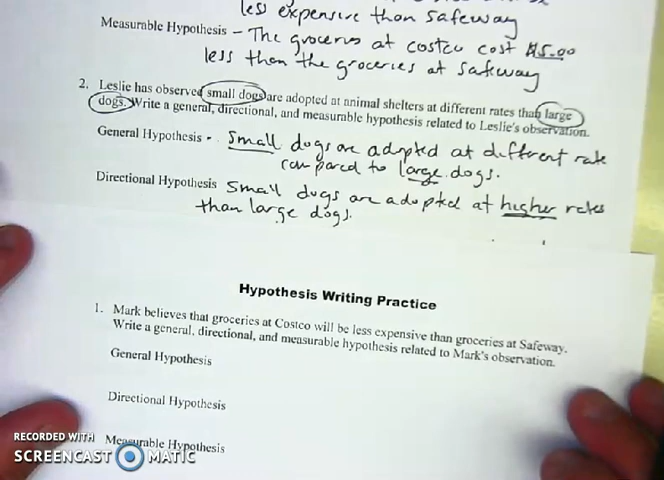 less expensive than safeway
Measurable Hypothesis - The groceries at costco cost $15.00
less then the groceries at safeway
2. Leslie has observed small dogs are adopted at animal shelters at different rates than large
dogs. Write a general, directional, and measurable hypothesis related to Leslie's observation.
General Hypothesis - Small dogs are adopted at different rate
compared to large dogs.
Directional Hypothesis Small dogs are adopted at higher rates
than large dogs.
Hypothesis Writing Practice
1. Mark believes that groceries at Costco will be less expensive than groceries at Safeway.
Write a general, directional, and measurable hypothesis related to Mark's observation.
General Hypothesis
Directional Hypothesis
Measurable Hypothesis
RECORDED WITH
SCREENCAST MATIC